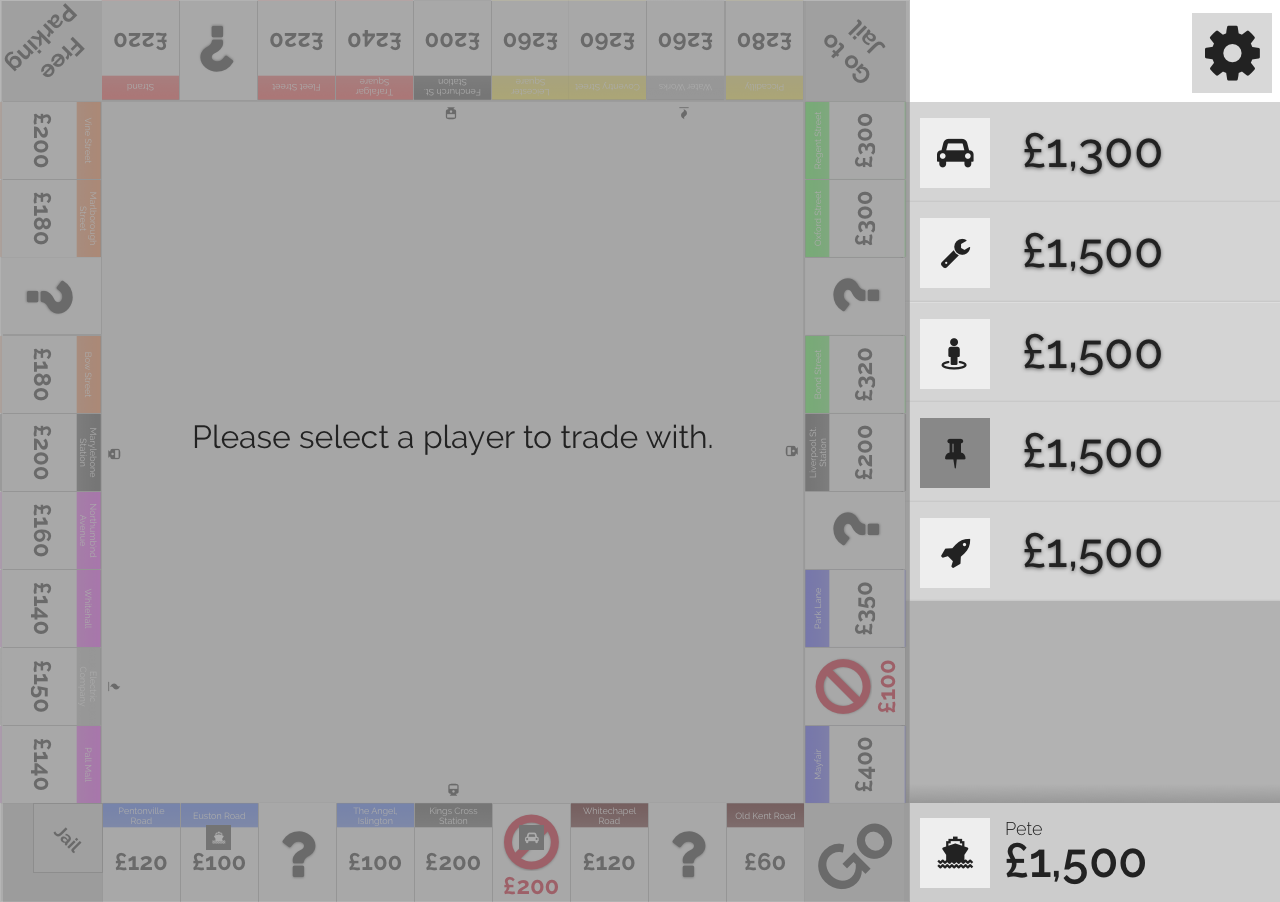 Free
Parking
£220
£220
£240
£200
£260
£260
£260
£280
Go to
Jail
Strand
Fleet Street
Trafalgar
Square
Fenchurch St.
Station
Leicester
Square
Coventry Street
Water Works
Piccadilly
£200
Vine Street
£180
Marlborough
Street
£180
Bow Street
£200
Marylebone
Station
£160
Northumbrld
Avenue
£140
Whitehall
£150
Electric
Company
£140
Pall Mall
Please select a player to trade with.
Regent Street
£300
Oxford Street
£300
Bond Street
£320
Liverpool St.
Station
£200
Park Lane
£350
£100
Mayfair
£400
Jail
Pentonville
Road
£120
Euston Road
£100
The Angel,
Islington
£100
Kings Cross
Station
£200
£200
Whitechapel
Road
£120
Old Kent Road
£60
GO
£1,300
£1,500
£1,500
£1,500
£1,500
Pete
£1,500